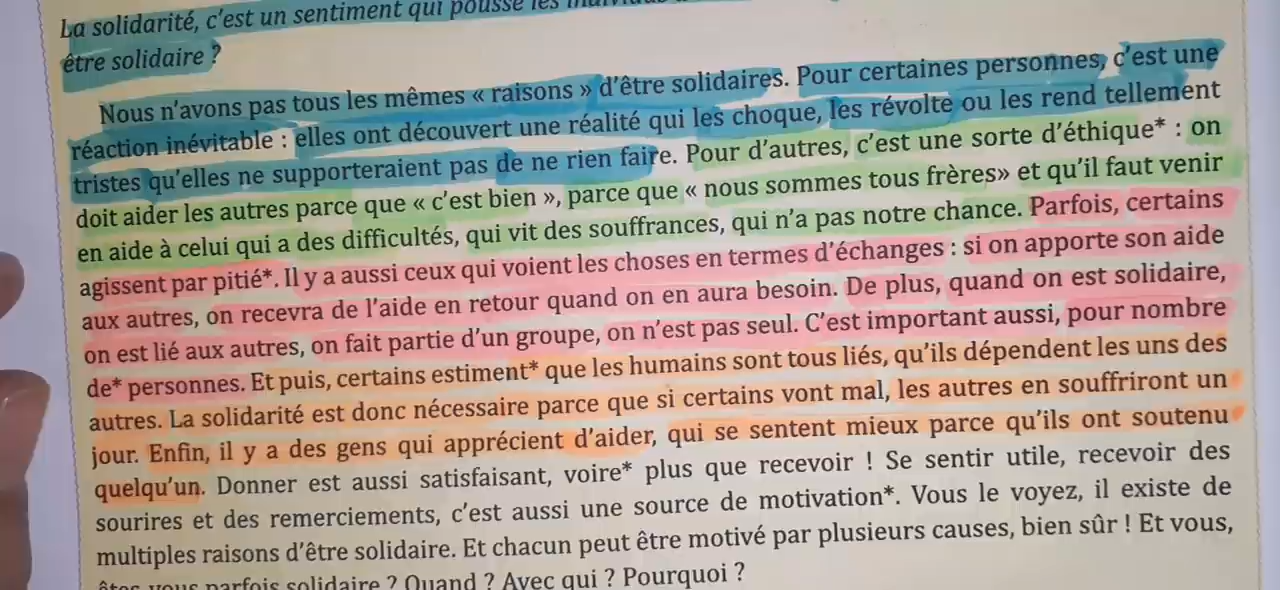 La solidarité, c'est un sentiment qui pousse les
être solidaire ?
Nous n'avons pas tous les mêmes « raisons » d'être solidaires. Pour certaines personnes, c'est une
réaction inévitable : elles ont découvert une réalité qui les choque, les révolte ou les rend tellement
tristes qu'elles ne supporteraient pas de ne rien faire. Pour d'autres, c'est une sorte d'éthique* : on
doit aider les autres parce que « c'est bien », parce que « nous sommes tous frères» et qu'il faut venir
en aide à celui qui a des difficultés, qui vit des souffrances, qui n'a pas notre chance. Parfois, certains
agissent par pitié*. Il y a aussi ceux qui voient les choses en termes d'échanges : si on apporte son aide
aux autres, on recevra de l'aide en retour quand on en aura besoin. De plus, quand on est solidaire,
on est lié aux autres, on fait partie d'un groupe, on n'est pas seul. C'est important aussi, pour nombre
de* personnes. Et puis, certains estiment* que les humains sont tous liés, qu'ils dépendent les uns des
autres. La solidarité est donc nécessaire parce que si certains vont mal, les autres en souffriront un
jour. Enfin, il y a des gens qui apprécient d'aider, qui se sentent mieux parce qu'ils ont soutenu
quelqu'un. Donner est aussi satisfaisant, voire* plus que recevoir ! Se sentir utile, recevoir des
sourires et des remerciements, c'est aussi une source de motivation*. Vous le voyez, il existe de
multiples raisons d'être solidaire. Et chacun peut être motivé par plusieurs causes, bien sûr ! Et vous,
êtes vous parfois solidaire ? Quand ? Avec qui ? Pourquoi ?